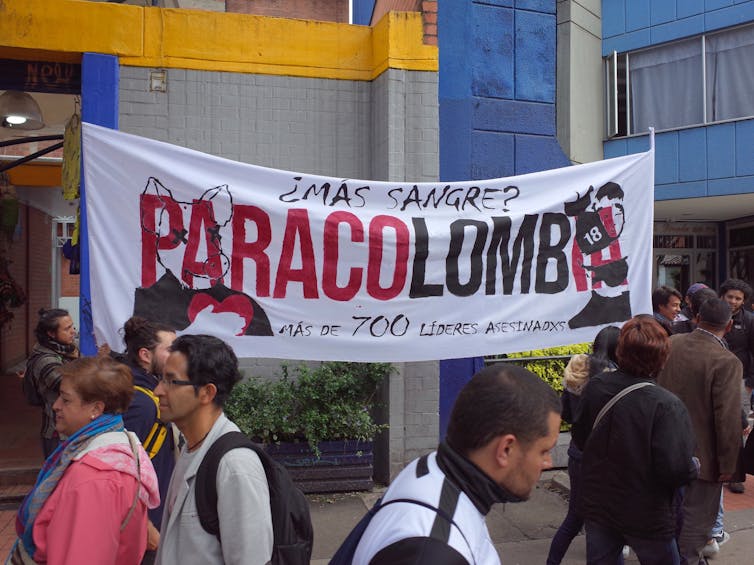 ¿MÁS SANGRE?
PARACOLOMBIA
18
MÁS DE 700 LÍDERES ASESINADXS